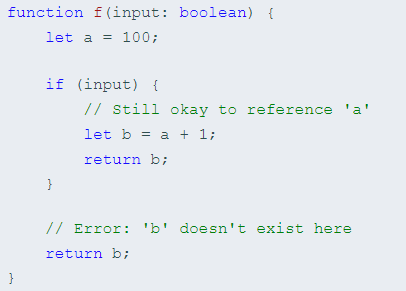 function f(input: boolean) {
    let a = 100;

    if (input) {
        // Still okay to reference 'a'
        let b = a + 1;
        return b;
    }

    // Error: 'b' doesn't exist here
    return b;
}